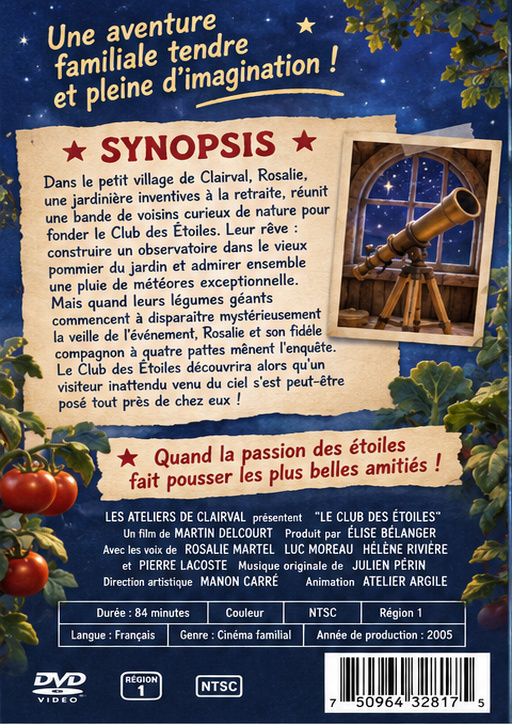 Une aventure
familiale tendre
et pleine d'imagination !
★ SYNOPSIS ★
Dans le petit village de Clairval, Rosalie,
une jardinière inventives à la retraite, réunit
une bande de voisins curieux de nature pour
fonder le Club des Étoiles. Leur rêve :
construire un observatoire dans le vieux
pommier du jardin et admirer ensemble
une pluie de météores exceptionnelle.
Mais quand leurs légumes géants
commencent à disparaitre mystérieusement
la veille de l'événement, Rosalie et son fidèle
compagnon à quatre pattes mênent l'enquête.
Le Club des Étoiles découvrira alors qu'un
visiteur inattendu venu du ciel s'est peut-être
posé tout près de chez eux !
★ Quand la passion des étoiles
fait pousser les plus belles amitiés !
LES ATELIERS DE CLAIRVAL présentent "LE CLUB DES ÉTOILES"
Un film de MARTIN DELCOURT Produit par ÉLISE BÉLANGER
Avec les voix de ROSALIE MARTEL LUC MOREAU HÉLÈNE RIVIÈRE
et PIERRE LACOSTE Musique originale de JULIEN PÉRIN
Direction artistique MANON CARRÉ Animation ATELIER ARGILE
Durée : 84 minutes Couleur NTSC Région 1
Langue : Français Genre : Cinéma familial Année de production : 2005
DVD
VIDEO
RÉGION
1
NTSC
7 50964 32817 5